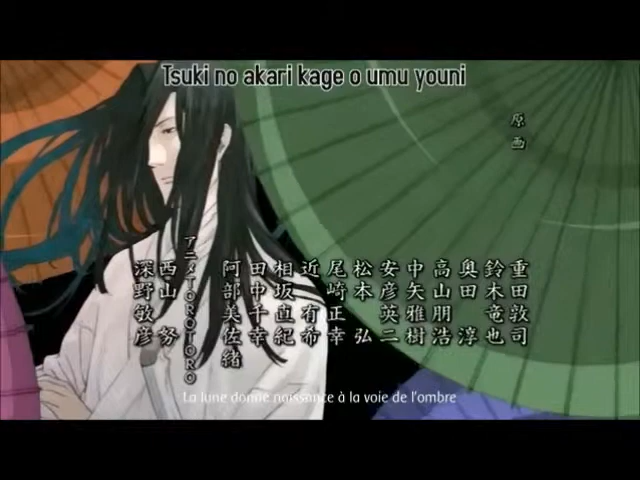 Tsuki no akari kage o umu youni
原画
重田敦司
鈴木竜也
奥田淳
高山朋浩
中矢雅樹
安彦英二
松本弘
尾崎正幸
近有希
相坂直紀
田中千幸
阿部美佐緒
アニメTOROTORO
西山努
深野敏彦
La lune donne naissance à la voie de l'ombre